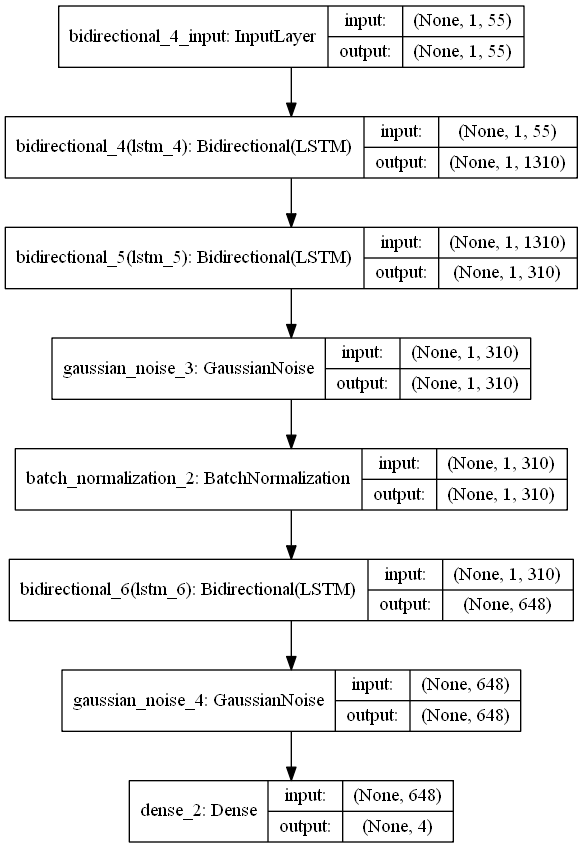 bidirectional_4_input: InputLayer
input: (None, 1, 55)
output: (None, 1, 55)
bidirectional_4(lstm_4): Bidirectional(LSTM)
input: (None, 1, 55)
output: (None, 1, 1310)
bidirectional_5(lstm_5): Bidirectional(LSTM)
input: (None, 1, 1310)
output: (None, 1, 310)
gaussian_noise_3: GaussianNoise
input: (None, 1, 310)
output: (None, 1, 310)
batch_normalization_2: BatchNormalization
input: (None, 1, 310)
output: (None, 1, 310)
bidirectional_6(lstm_6): Bidirectional(LSTM)
input: (None, 1, 310)
output: (None, 648)
gaussian_noise_4: GaussianNoise
input: (None, 648)
output: (None, 648)
dense_2: Dense
input: (None, 648)
output: (None, 4)